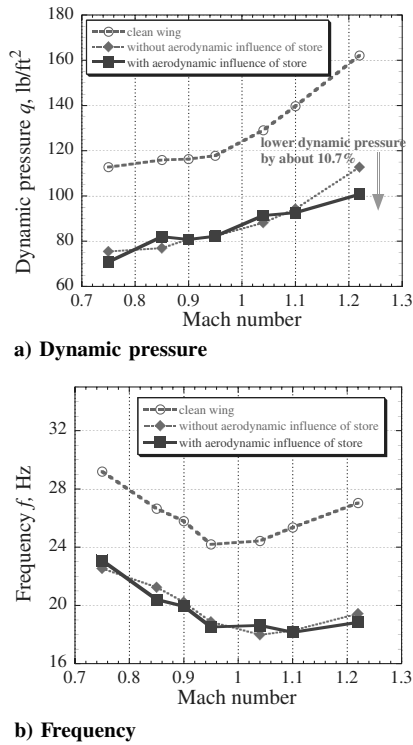 180
160
140
120
100
80
60
Dynamic pressure q, lb/ft²
clean wing
without aerodynamic influence of store
with aerodynamic influence of store
lower dynamic pressure
by about 10.7%
0.7 0.8 0.9 1 1.1 1.2 1.3
Mach number
a) Dynamic pressure
32
28
24
20
16
Frequency f, Hz
clean wing
without aerodynamic influence of store
with aerodynamic influence of store
0.7 0.8 0.9 1 1.1 1.2 1.3
Mach number
b) Frequency